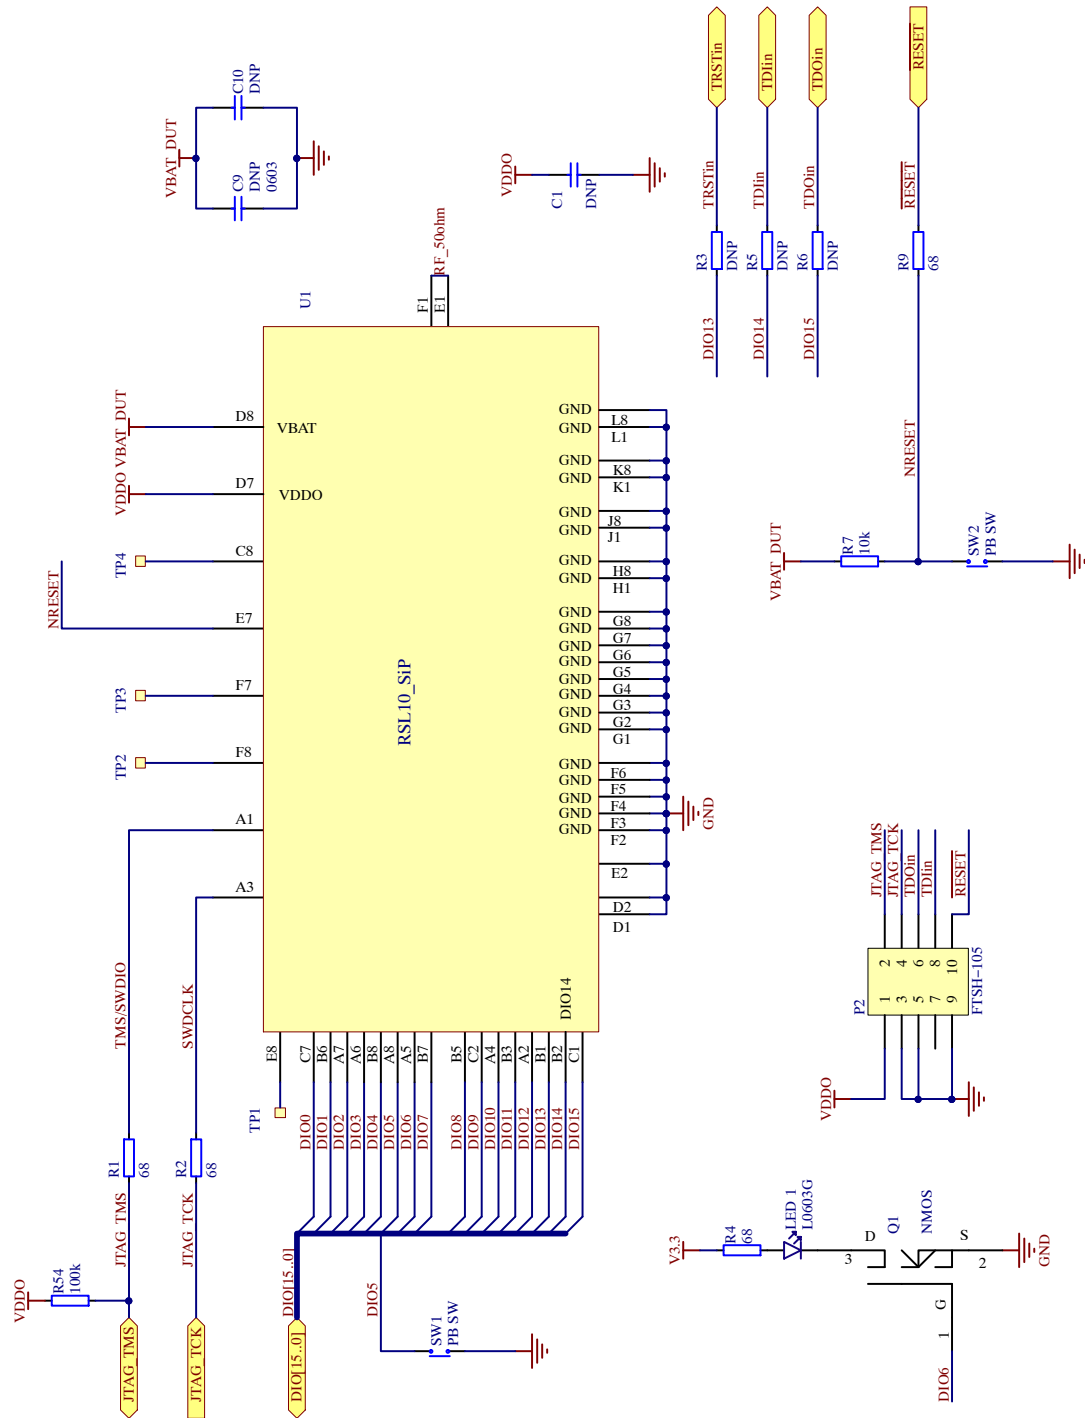 VBAT_DUT
C10
DNP
C9
DNP
0603
VDDO
C1
DNP
TRSTin
TDIin
TDOin
RESET
TRSTin
TDIin
TDOin
RESET
R3
DNP
R5
DNP
R6
DNP
R9
68
DIO13
DIO14
DIO15
NRESET
VBAT_DUT
R7
10k
SW2
PB SW
U1
RSL10_SiP
F1
E1
RF_50ohm
VBAT_DUT
D8
VBAT
VDDO
D7
VDDO
TP4
C8
NRESET
E7
TP3
F7
TP2
F8
A1
A3
TMS/SWDIO
SWDCLK
R1
68
R2
68
JTAG_TMS
JTAG_TCK
VDDO
R54
100k
JTAG_TMS
JTAG_TCK
GND
L8
GND
L1
GND
K8
GND
K1
GND
J8
GND
J1
GND
H8
GND
H1
GND
G8
GND
G7
GND
G6
GND
G5
GND
G4
GND
G3
GND
G2
GND
G1
GND
F6
GND
F5
GND
F4
GND
F3
GND
F2
E2
D2
D1
GND
DIO14
E8
TP1
C7
DIO0
B6
DIO1
A7
DIO2
A6
DIO3
B8
DIO4
A8
DIO5
A5
DIO6
B7
DIO7
B5
DIO8
C2
DIO9
A4
DIO10
B3
DIO11
A2
DIO12
B1
DIO13
B2
DIO14
C1
DIO15
DIO[15..0]
DIO[15..0]
DIO5
SW1
PB SW
P2
FTSH-105
1
2
3
4
5
6
7
8
9
10
JTAG_TMS
JTAG_TCK
TDOin
TDIin
RESET
VDDO
V3.3
R4
68
LED 1
L0603G
Q1
NMOS
D
3
S
2
G
1
GND
DIO6